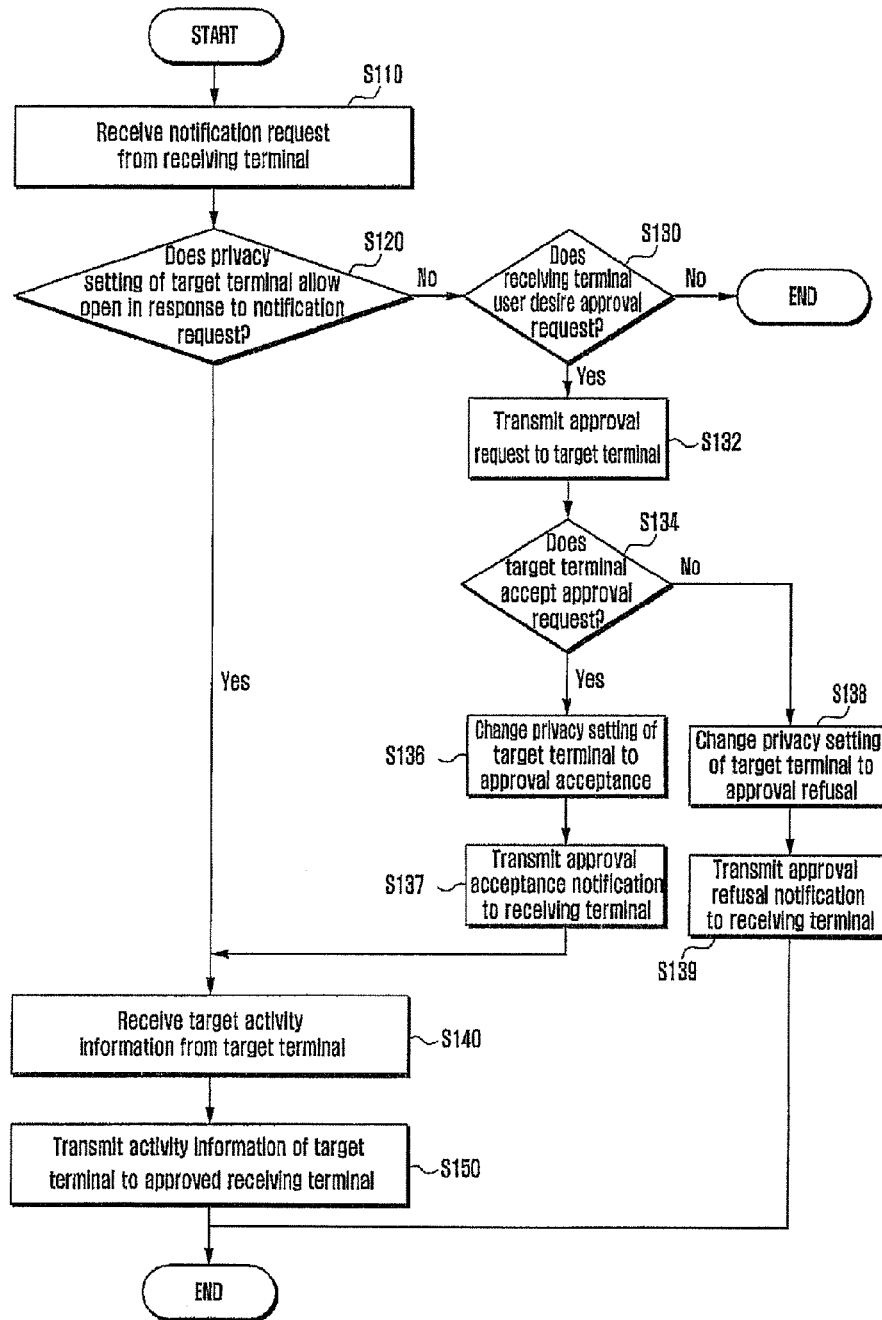 START
S110
Receive notification request
from receiving terminal
S120
Does privacy
setting of target terminal allow
open in response to notification
request?
No
S130
Does
receiving terminal
user desire approval
request?
No
END
Yes
Transmit approval
request to target terminal
S132
S134
Does
target terminal
accept approval
request?
No
Yes
Yes
S136
Change privacy setting of
target terminal to
approval acceptance
S138
Change privacy setting
of target terminal to
approval refusal
S137
Transmit approval
acceptance notification
to receiving terminal
Transmit approval
refusal notification
to receiving terminal
S139
Receive target activity
information from target terminal
S140
Transmit activity information of target
terminal to approved receiving terminal
S150
END